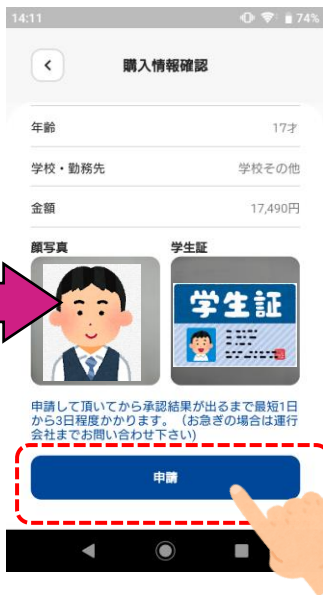 14:11
74%
購入情報確認
年齢 17才
学校・勤務先 学校その他
金額 17,490円
顔写真 学生証
学生証
申請して頂いてから承認結果が出るまで最短1日
から3日程度かかります。（お急ぎの場合は運行
会社までお問い合わせ下さい)
申請